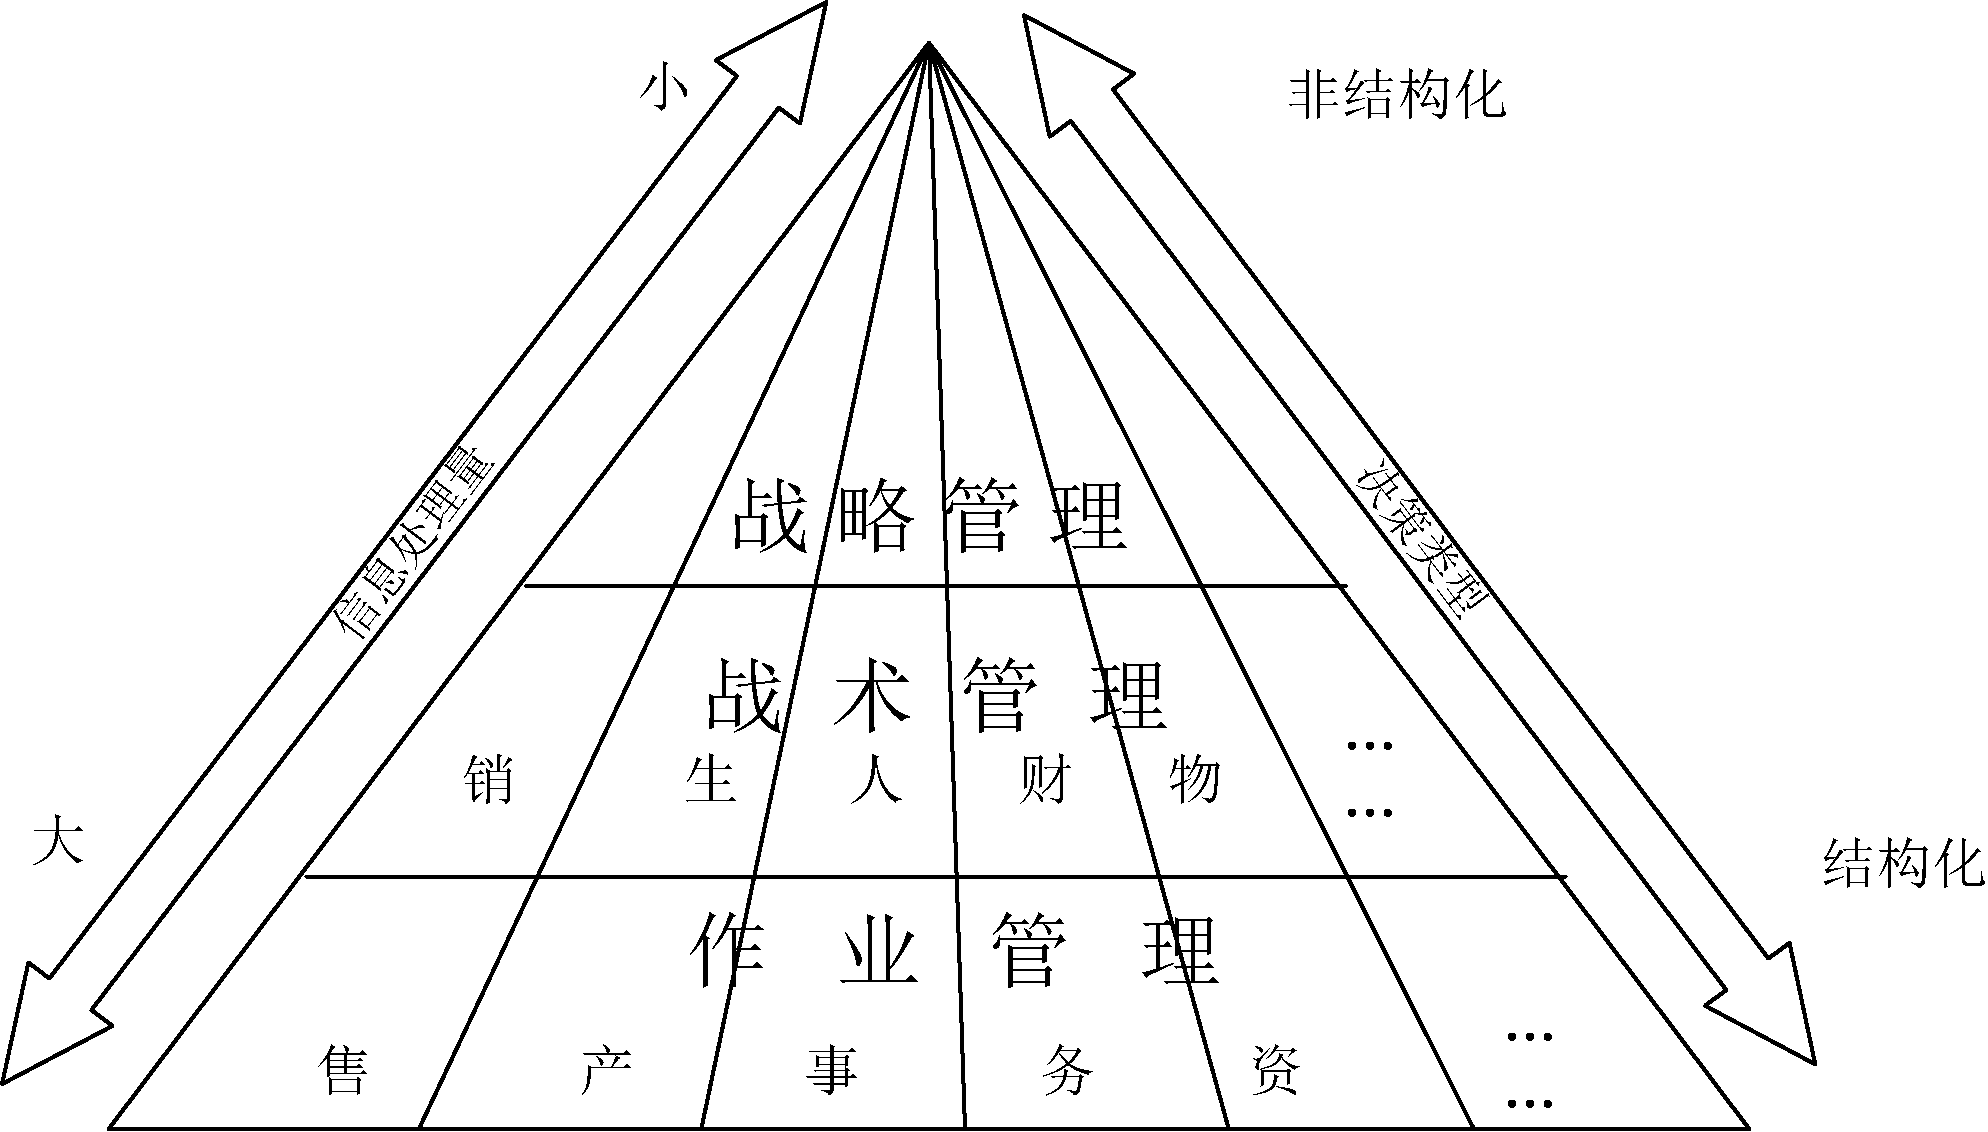 小
非结构化
信息处理量
决策类型
战略管理
战术管理
销 生 人 财 物 ...
...
大
结构化
作业管理
售 产 事 务 资 ...
...